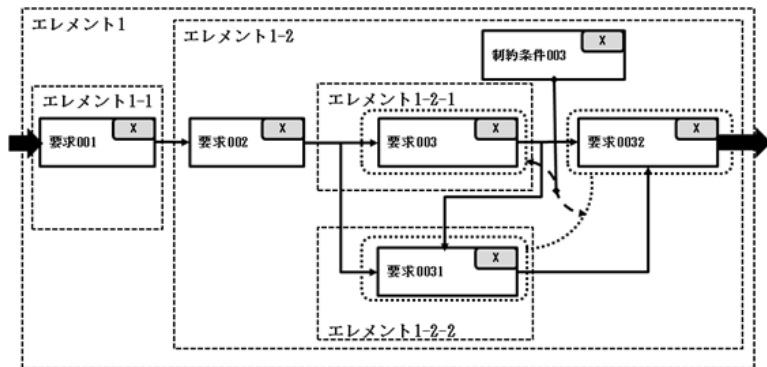 エレメント1
エレメント1-2
制約条件003
X
エレメント1-1
エレメント1-2-1
要求001
X
要求002
X
要求003
X
要求0032
X
要求0031
X
エレメント1-2-2